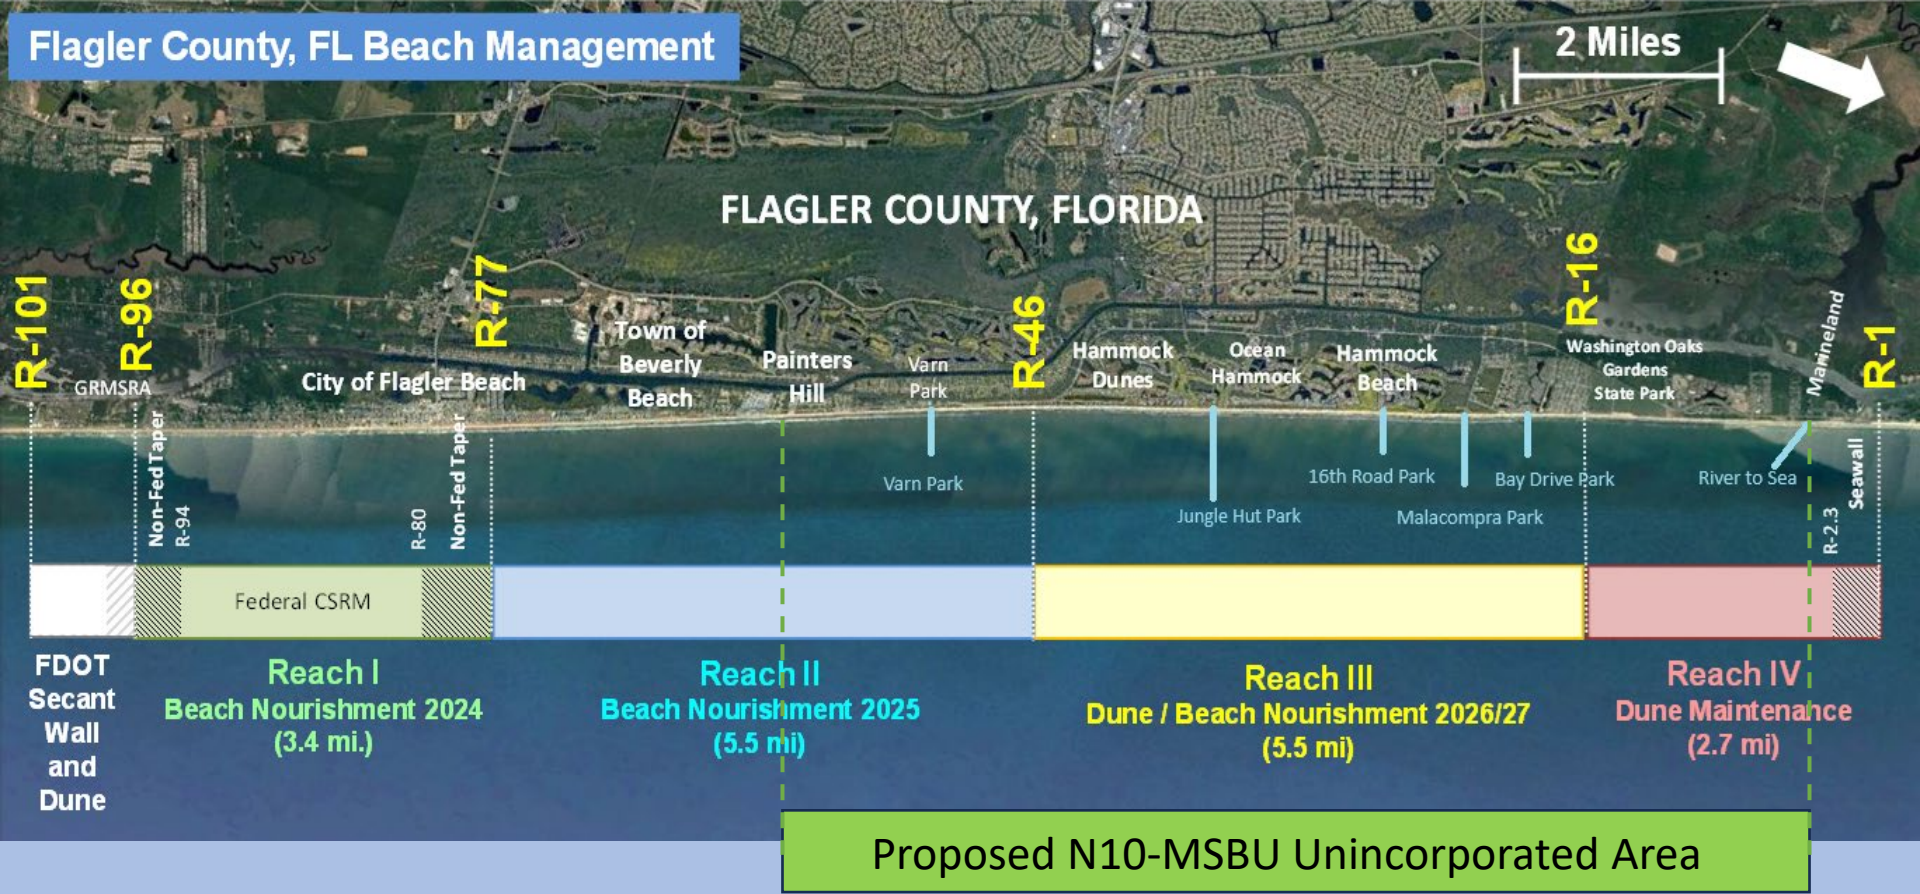 Flagler County, FL Beach Management
2 Miles
FLAGLER COUNTY, FLORIDA
R-101
R-96
R-77
R-46
R-16
R-1
GRMSRA
City of Flagler Beach
Town of
Beverly
Beach
Painters
Hill
Varn
Park
Hammock
Dunes
Ocean
Hammock
Hammock
Beach
Washington Oaks
Gardens
State Park
Marineland
Non-Fed Taper
R-94
R-80
Non-Fed Taper
Varn Park
Jungle Hut Park
16th Road Park
Malacompra Park
Bay Drive Park
River to Sea
R-2.3
Seawall
Federal CSRM
FDOT
Secant
Wall
and
Dune
Reach I
Beach Nourishment 2024
(3.4 mi.)
Reach II
Beach Nourishment 2025
(5.5 mi)
Reach III
Dune / Beach Nourishment 2026/27
(5.5 mi)
Reach IV
Dune Maintenance
(2.7 mi)
Proposed N10-MSBU Unincorporated Area